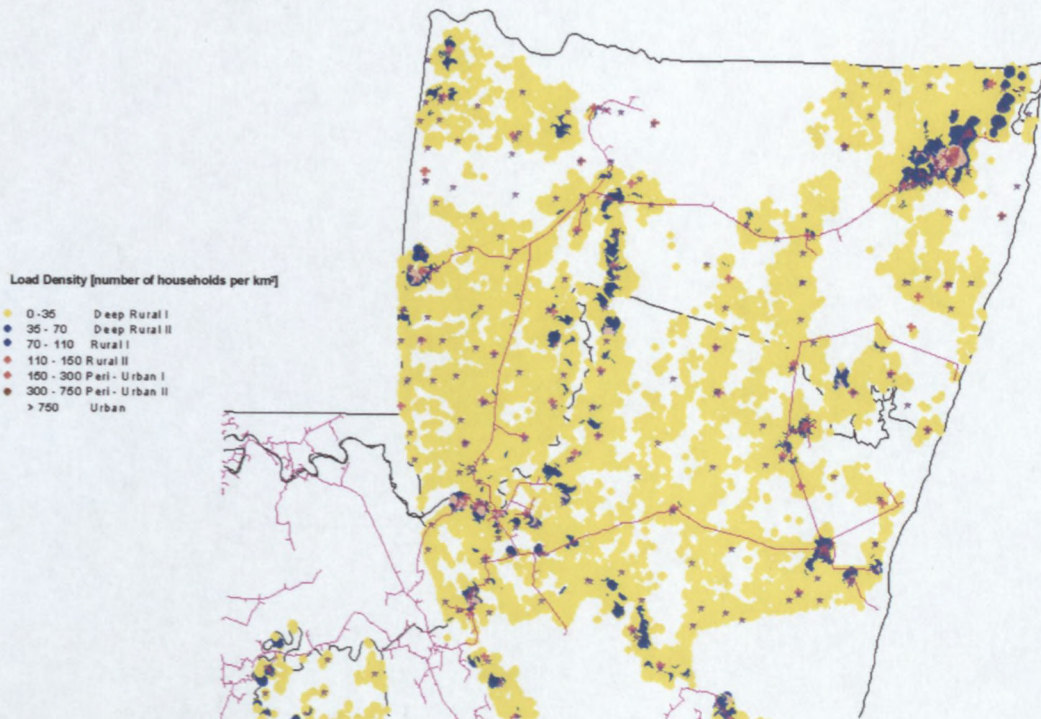 Load Density [number of households per km²]
0-35 Deep Rural I
35 - 70 Deep Rural II
70 - 110 Rural I
110 - 150 Rural II
150 - 300 Peri - Urban I
300 - 750 Peri - Urban II
> 750 Urban